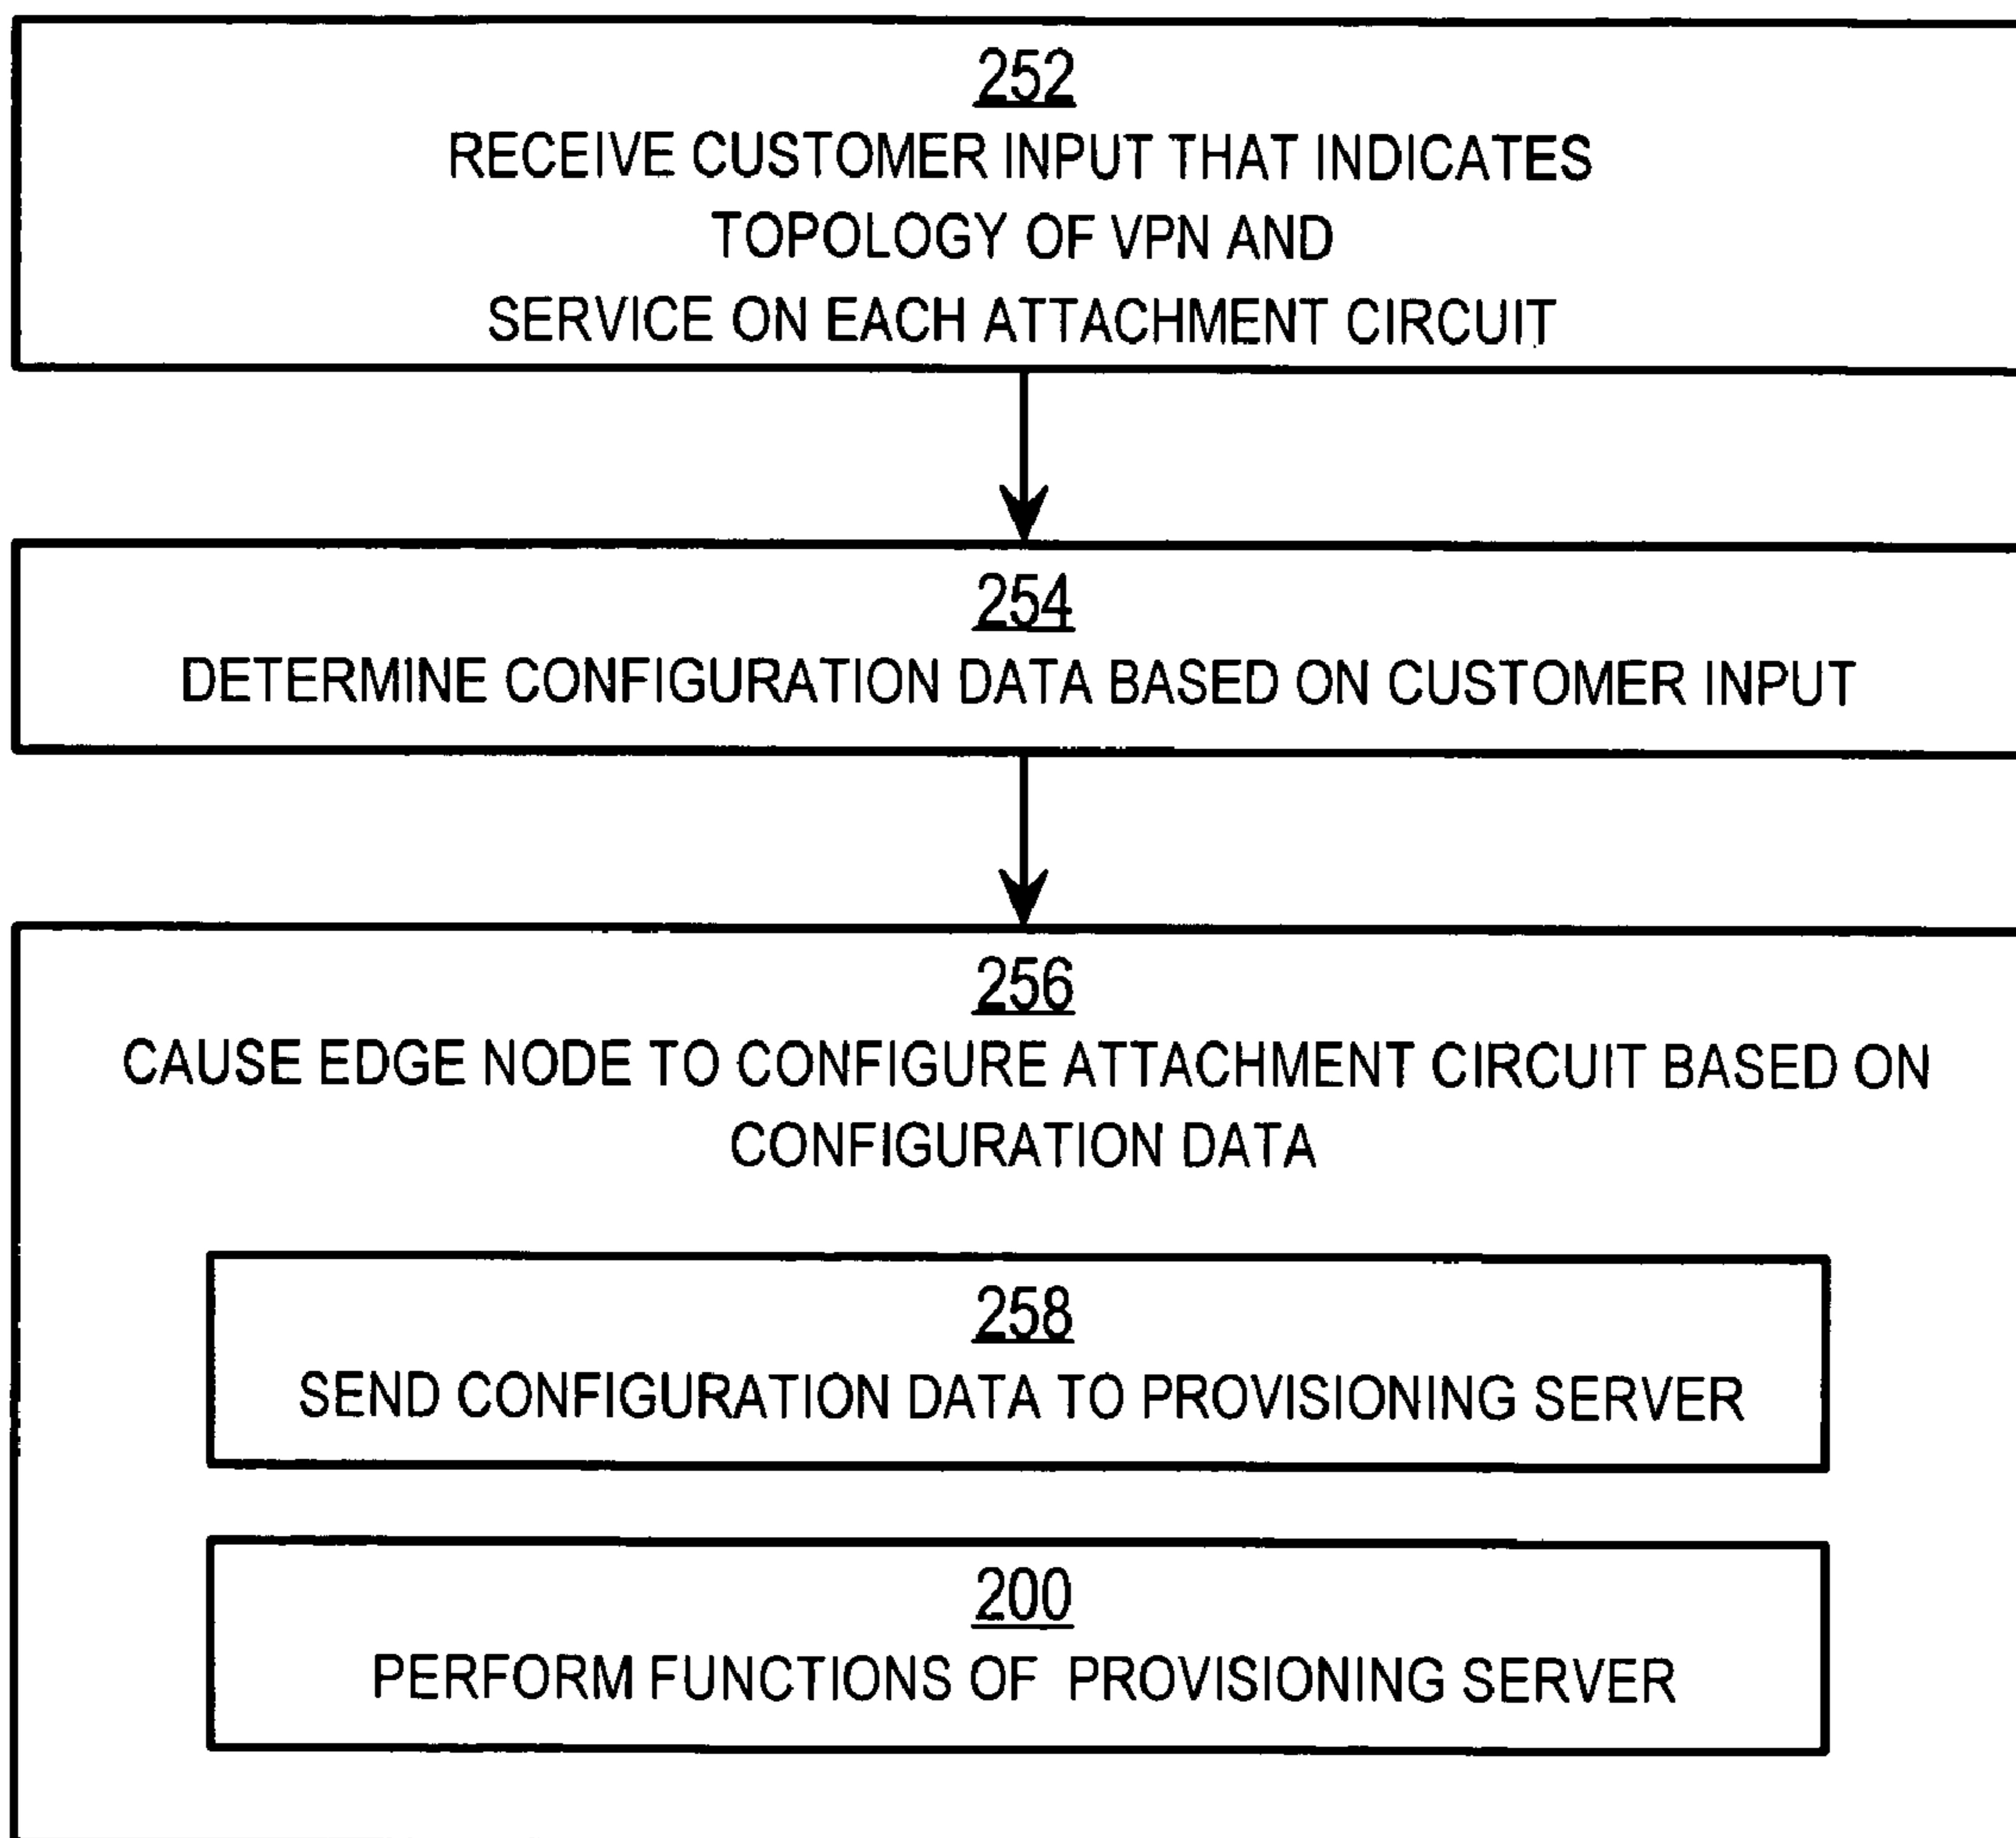 252
RECEIVE CUSTOMER INPUT THAT INDICATES
TOPOLOGY OF VPN AND
SERVICE ON EACH ATTACHMENT CIRCUIT
254
DETERMINE CONFIGURATION DATA BASED ON CUSTOMER INPUT
256
CAUSE EDGE NODE TO CONFIGURE ATTACHMENT CIRCUIT BASED ON
CONFIGURATION DATA
258
SEND CONFIGURATION DATA TO PROVISIONING SERVER
200
PERFORM FUNCTIONS OF PROVISIONING SERVER